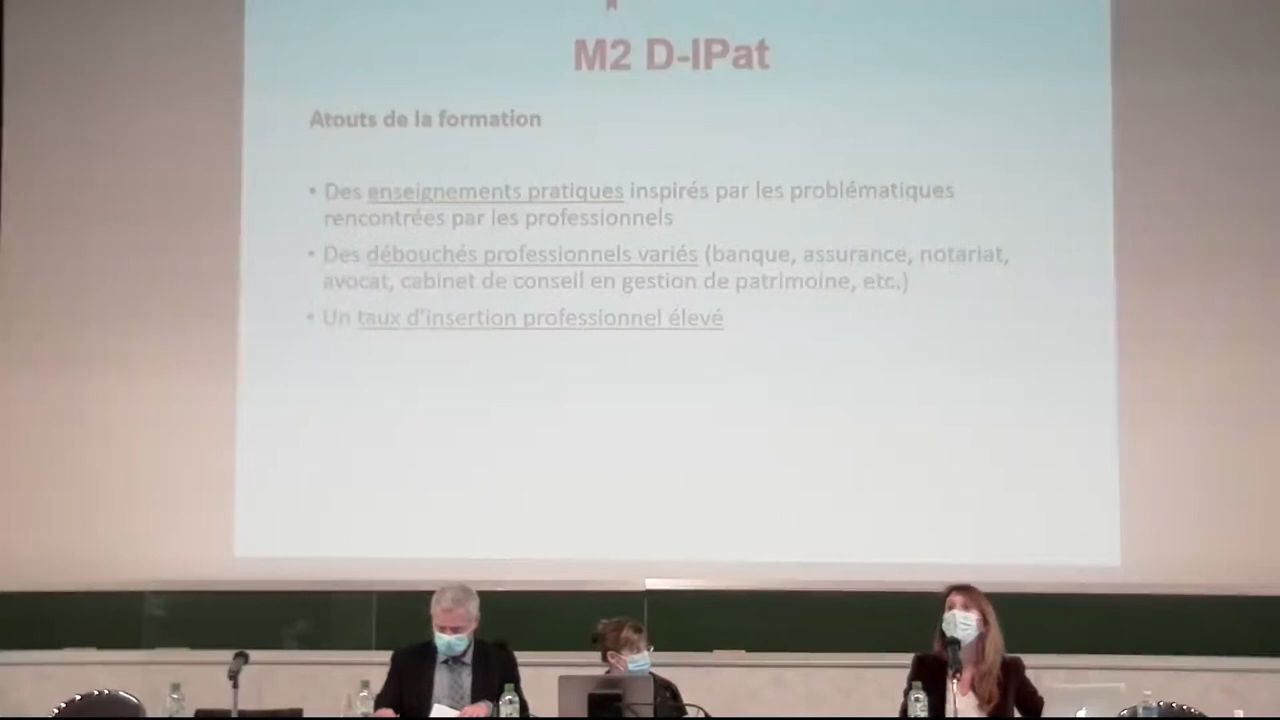 M2 D-IPat
Atouts de la formation
• Des enseignements pratiques inspirés par les problématiques
rencontrées par les professionnels
• Des débouchés professionnels variés (banque, assurance, notariat,
avocat, cabinet de conseil en gestion de patrimoine, etc.)
• Un taux d'insertion professionnel élevé